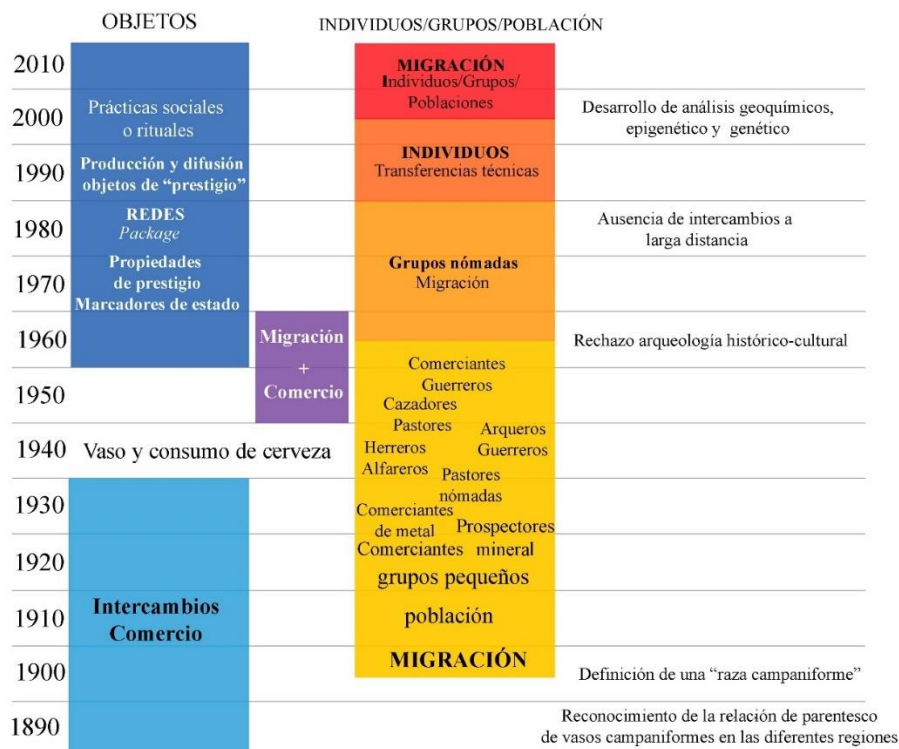 OBJETOS
INDIVIDUOS/GRUPOS/POBLACIÓN
2010
MIGRACIÓN
Individuos/Grupos/
Poblaciones
2000
Prácticas sociales
o rituales
Desarrollo de análisis geoquímicos,
epigenético y genético
1990
Producción y difusión
objetos de “prestigio”
INDIVIDUOS
Transferencias técnicas
1980
REDES
Package
Ausencia de intercambios a
larga distancia
1970
Propiedades
de prestigio
Marcadores de estado
Grupos nómadas
Migración
1960
Migración
+
Comercio
Rechazo arqueología histórico-cultural
Comerciantes
Guerreros
1950
Cazadores
Pastores
1940
Vaso y consumo de cerveza
Arqueros
Guerreros
Herreros
Alfareros
Pastores
nómadas
1930
Comerciantes
de metal
Prospectores
mineral
1920
Comerciantes
grupos pequeños
1910
Intercambios
Comercio
población
1900
MIGRACIÓN
Definición de una “raza campaniforme”
1890
Reconocimiento de la relación de parentesco
de vasos campaniformes en las diferentes regiones